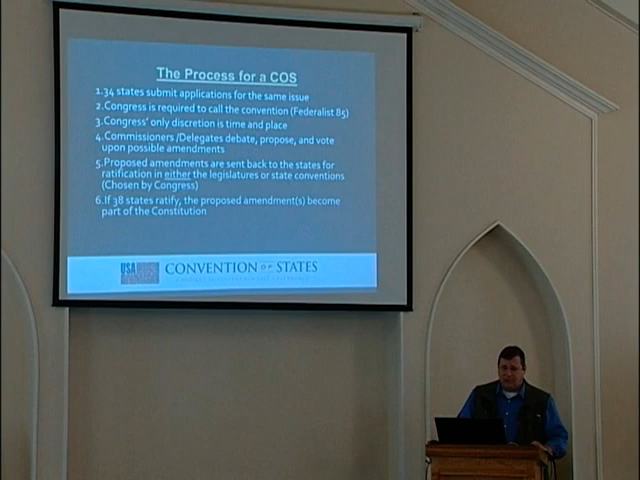 The Process for a COS
1.34 states submit applications for the same issue
2.Congress is required to call the convention (Federalist 85)
3.Congress' only discretion is time and place
4.Commissioners /Delegates debate, propose, and vote
upon possible amendments
5.Proposed amendments are sent back to the states for
ratification in either the legislatures or state conventions
(Chosen by Congress)
6.If 38 states ratify, the proposed amendment(s) become
part of the Constitution
USA CONVENTION OF STATES